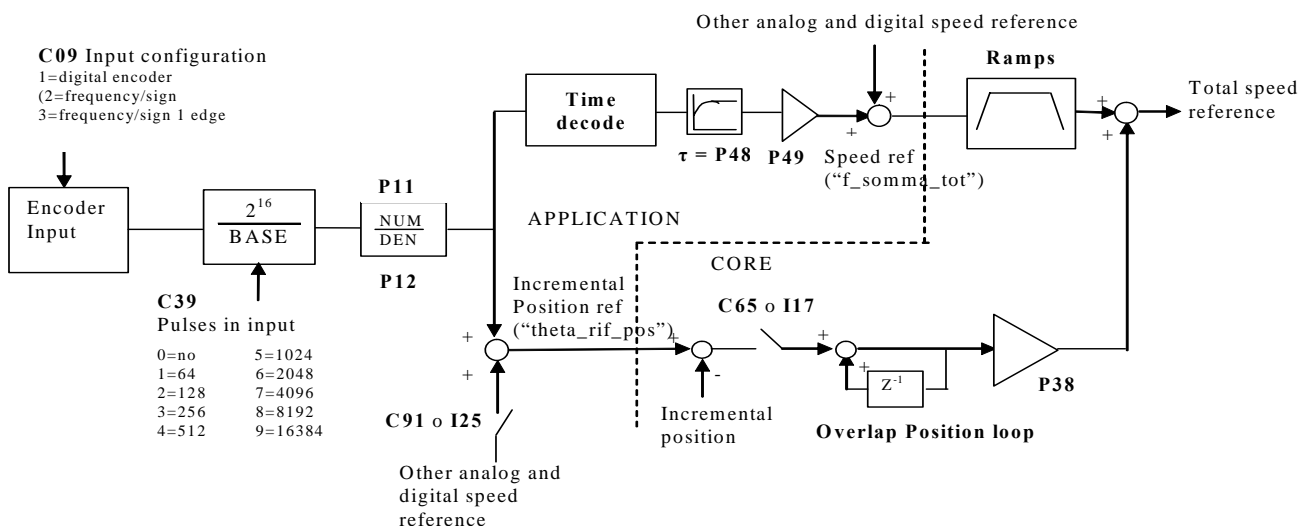 Other analog and digital speed reference
C09 Input configuration
1=digital encoder
(2=frequency/sign
3=frequency/sign 1 edge
Ramps
Time
decode
+
+
+
+
Total speed
reference
τ = P48
P49
Speed ref
("f_somma_tot")
Encoder
Input
2^16
BASE
P11
NUM
DEN
P12
APPLICATION
CORE
C39
Pulses in input
0=no
1=64
2=128
3=256
4=512
5=1024
6=2048
7=4096
8=8192
9=16384
Incremental
Position ref
("theta_rif_pos")
+
+
C91 o I25
Other analog and
digital speed
reference
+
-
Incremental
position
C65 o I17
+
+
Z^-1
Overlap Position loop
P38